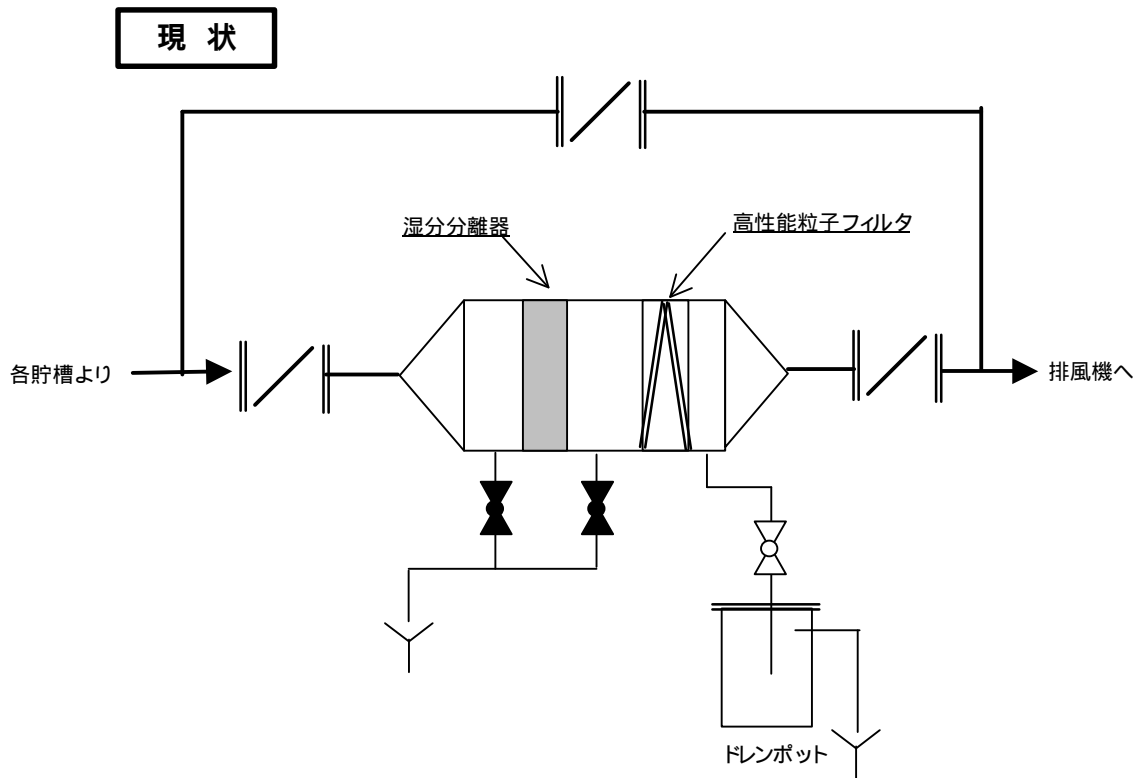 現 状
湿分分離器
高性能粒子フィルタ
各貯槽より
排風機へ
ドレンポット